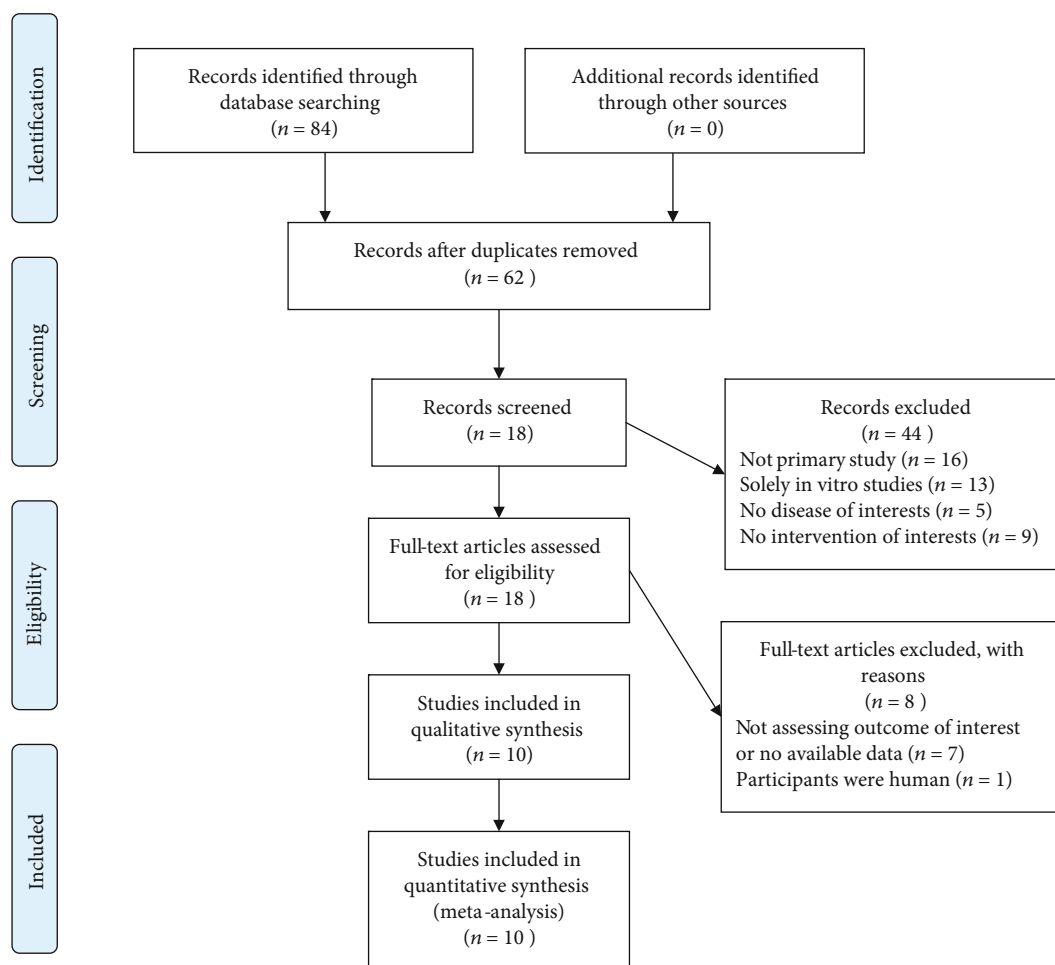 Identification
Records identified through
database searching
(n = 84)
Additional records identified
through other sources
(n = 0)
Records after duplicates removed
(n = 62 )
Screening
Records screened
(n = 18)
Records excluded
(n = 44 )
Not primary study (n = 16)
Solely in vitro studies (n = 13)
No disease of interests (n = 5)
No intervention of interests (n = 9)
Eligibility
Full-text articles assessed
for eligibility
(n = 18 )
Full-text articles excluded, with
reasons
(n = 8 )
Not assessing outcome of interest
or no available data (n = 7)
Participants were human (n = 1)
Studies included in
qualitative synthesis
(n = 10)
Included
Studies included in
quantitative synthesis
(meta-analysis)
(n = 10 )